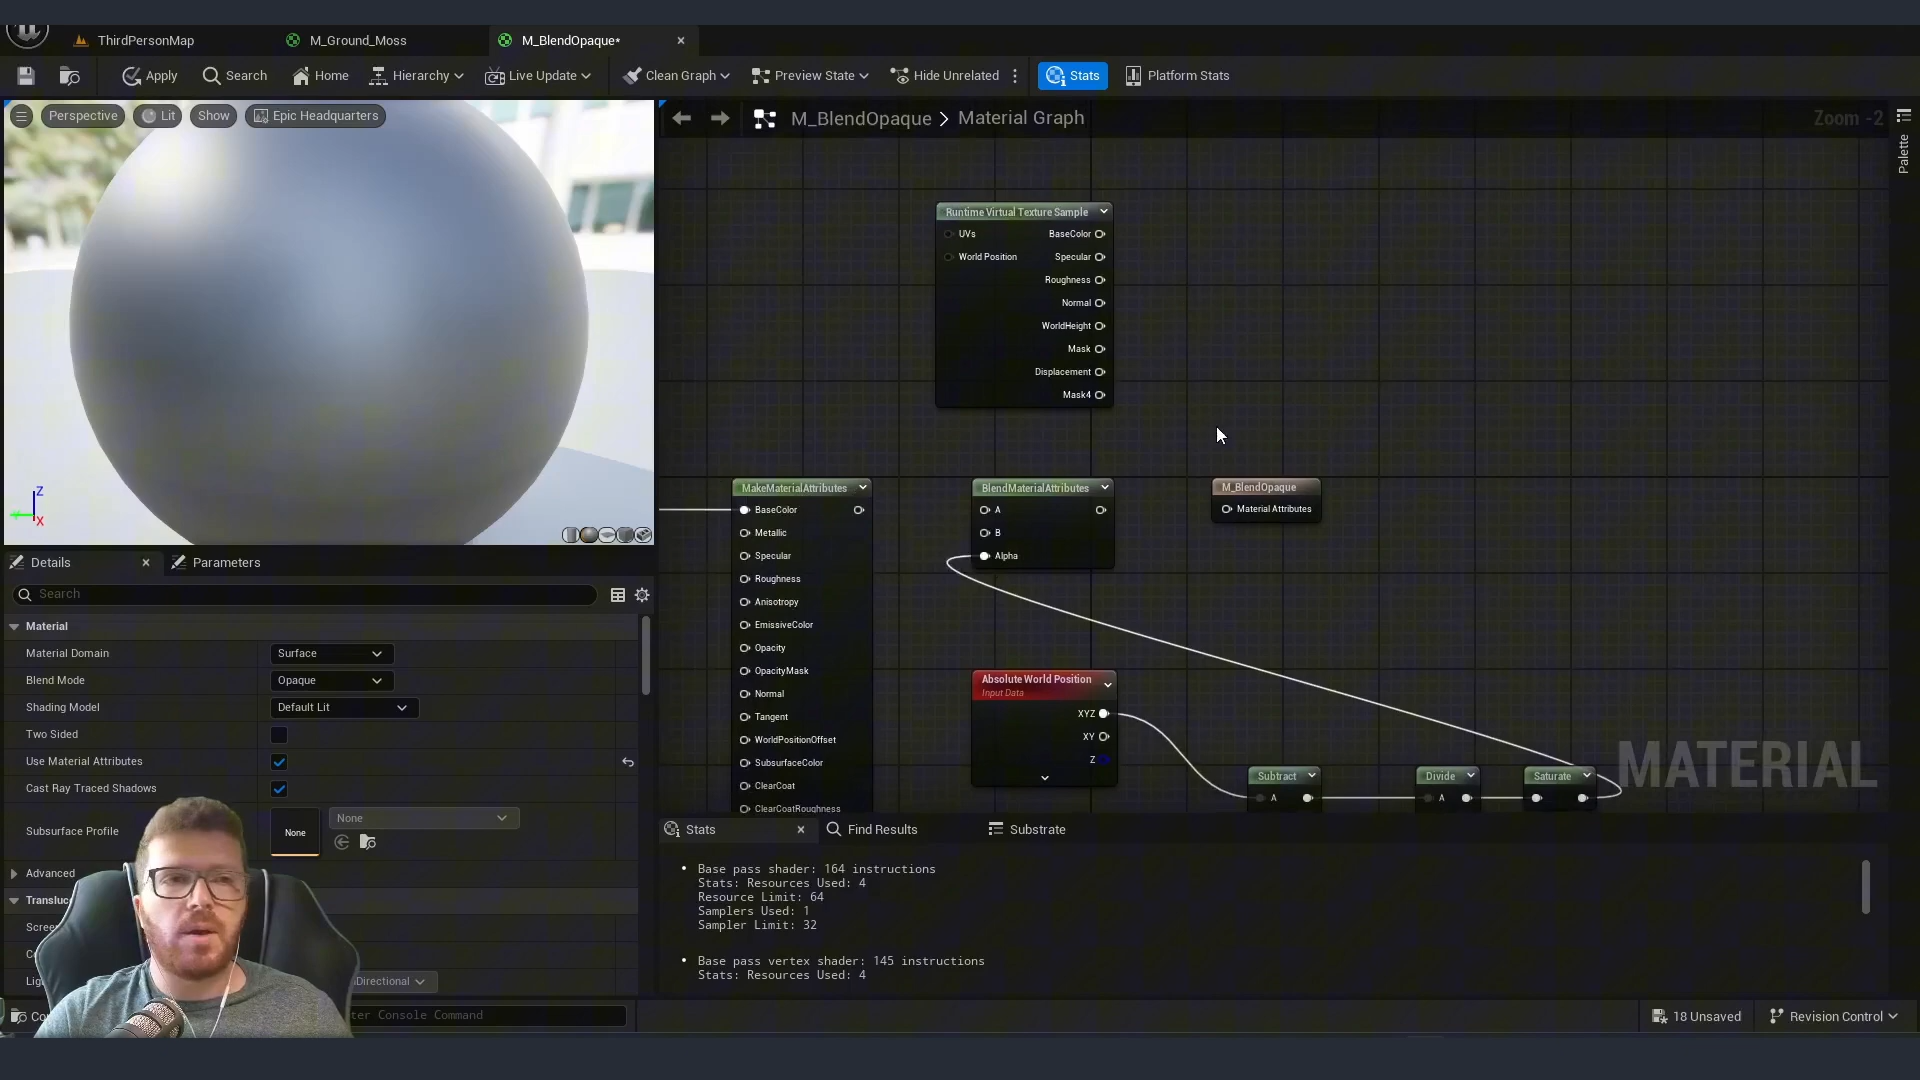 ThirdPersonMap
M_Ground_Moss
M_BlendOpaque*
Apply
Search
Home
Hierarchy
Live Update
Clean Graph
Preview State
Hide Unrelated
Stats
Platform Stats
Perspective
Lit
Show
Epic Headquarters
M_BlendOpaque > Material Graph
Zoom -2
Palette
Runtime Virtual Texture Sample
UVs BaseColor
World Position Specular
Roughness
Normal
WorldHeight
Mask
Displacement
Mask4
MakeMaterialAttributes
BaseColor
Metallic
Specular
Roughness
Anisotropy
EmissiveColor
Opacity
OpacityMask
Normal
Tangent
WorldPositionOffset
SubsurfaceColor
ClearCoat
ClearCoatRoughness
BlendMaterialAttributes
A
B
Alpha
M_BlendOpaque
Material Attributes
Absolute World Position
Input Data
XYZ
XY
Z
Subtract
A
Divide
A
Saturate
MATERIAL
Z
X
Details
Parameters
Search
Material
Material Domain Surface
Blend Mode Opaque
Shading Model Default Lit
Two Sided
Use Material Attributes
Cast Ray Traced Shadows
Subsurface Profile None None
Advanced
Transluc
Scree
C
Lig Directional
Co ter Console Command
Stats
Find Results
Substrate
• Base pass shader: 164 instructions
Stats: Resources Used: 4
Resource Limit: 64
Samplers Used: 1
Sampler Limit: 32
• Base pass vertex shader: 145 instructions
Stats: Resources Used: 4
18 Unsaved
Revision Control